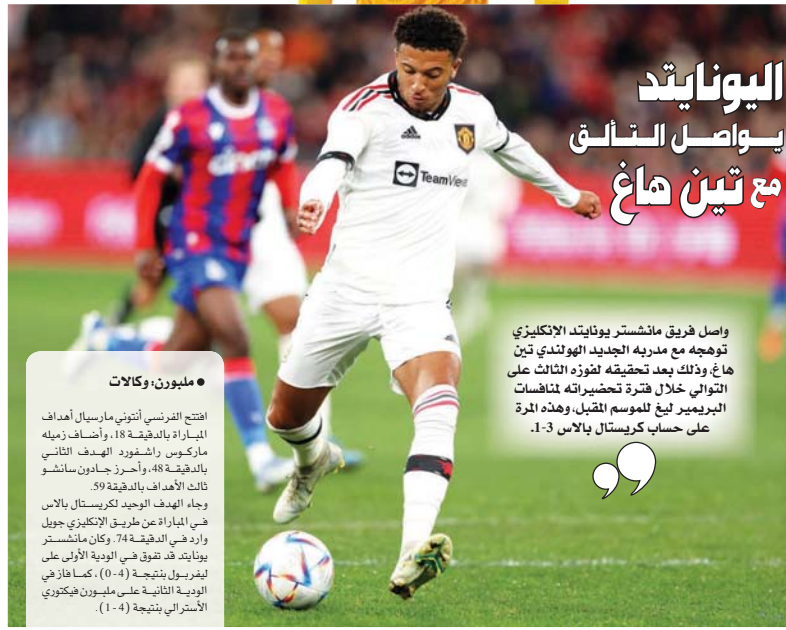 اليونايتد
يـواصـل الـتـألـق
مع تين هاغ
واصل فريق مانشستر يونايتد الإنكليزي
توهجه مع مدربه الجديد الهولندي تين
هاغ، وذلك بعد تحقيقه لفوزه الثالث على
التوالي خلال فترة تحضيراته لمنافسات
البريمير ليغ للموسم المقبل، وهذه المرة
على حساب كريستال بالاس 3-1.
● ملبورن: وكالات
افتتح الفرنسي أنتوني مارسيال أهداف
المباراة بالدقيقة 18، وأضاف زميله
ماركوس راشفورد الهدف الثاني
بالدقيقة 48، وأحرز جادون سانشو
ثالث الأهداف بالدقيقة 59.
وجاء الهدف الوحيد لكريستال بالاس
في المباراة عن طريق الإنكليزي جويل
وارد في الدقيقة 74. وكان مانشستر
يونايتد قد تفوق في الودية الأولى على
ليفربول بنتيجة (4-0)، كما فاز في
الودية الثانية على ملبورن فيكتوري
الأسترالي بنتيجة (4-1).
adidas
TeamView